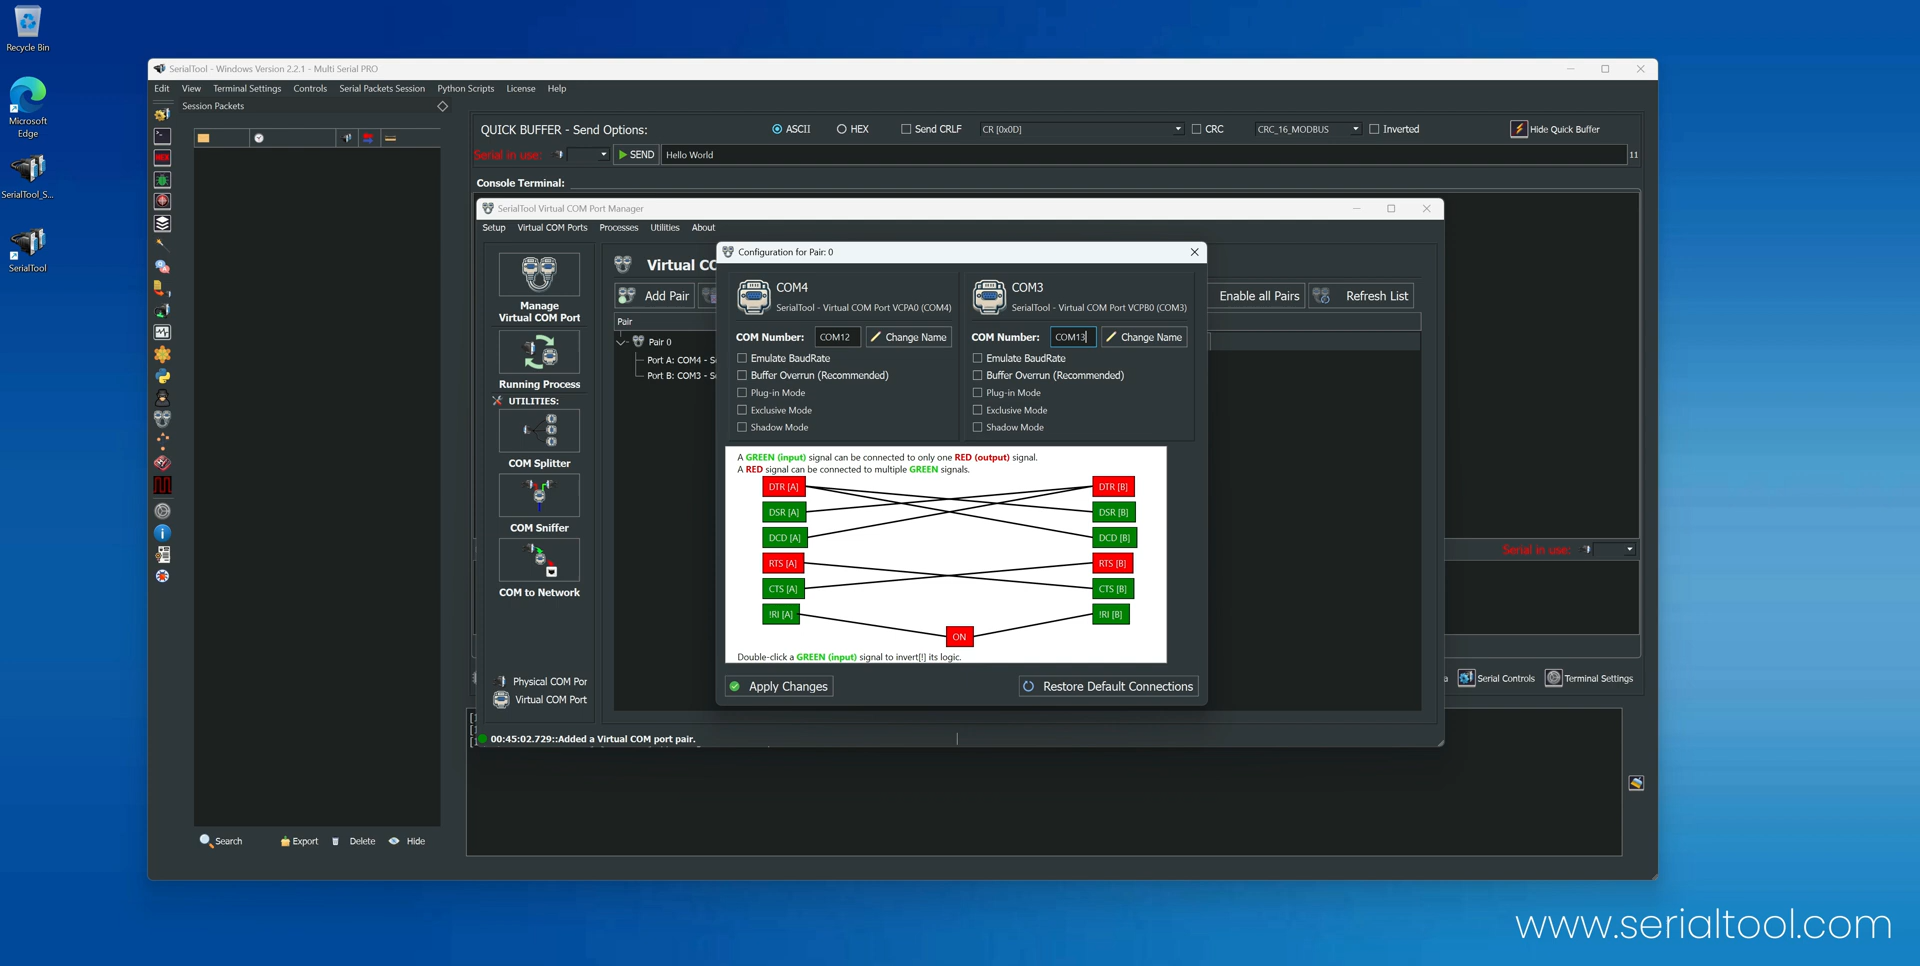 Recycle Bin
Microsoft
Edge
SerialTool_S...
SerialTool
SerialTool - Windows Version 2.2.1 - Multi Serial PRO
Edit View Terminal Settings Controls Serial Packets Session Python Scripts License Help
Session Packets
QUICK BUFFER - Send Options: ASCII HEX Send CRLF CR [0x0D] CRC CRC_16_MODBUS Inverted Hide Quick Buffer
Serial in use: SEND Hello World 11
Console Terminal:
SerialTool Virtual COM Port Manager
Setup Virtual COM Ports Processes Utilities About
Manage
Virtual COM Port
Running Process
UTILITIES:
COM Splitter
COM Sniffer
COM to Network
Physical COM Por
Virtual COM Port
Virtual CO
Add Pair Enable all Pairs Refresh List
Pair
Pair 0
Port A: COM4 - S
Port B: COM3 - S
Configuration for Pair: 0
COM4
SerialTool - Virtual COM Port VCPA0 (COM4)
COM Number: COM12 Change Name
Emulate BaudRate
Buffer Overrun (Recommended)
Plug-in Mode
Exclusive Mode
Shadow Mode
COM3
SerialTool - Virtual COM Port VCPB0 (COM3)
COM Number: COM13 Change Name
Emulate BaudRate
Buffer Overrun (Recommended)
Plug-in Mode
Exclusive Mode
Shadow Mode
A GREEN (input) signal can be connected to only one RED (output) signal.
A RED signal can be connected to multiple GREEN signals.
DTR [A] DTR [B]
DSR [A] DSR [B]
DCD [A] DCD [B]
RTS [A] RTS [B]
CTS [A] CTS [B]
!RI [A] !RI [B]
ON
Double-click a GREEN (input) signal to invert[!] its logic.
Apply Changes Restore Default Connections
Serial in use:
Serial Controls Terminal Settings
00:45:02.729::Added a Virtual COM port pair.
Search Export Delete Hide
www.serialtool.com